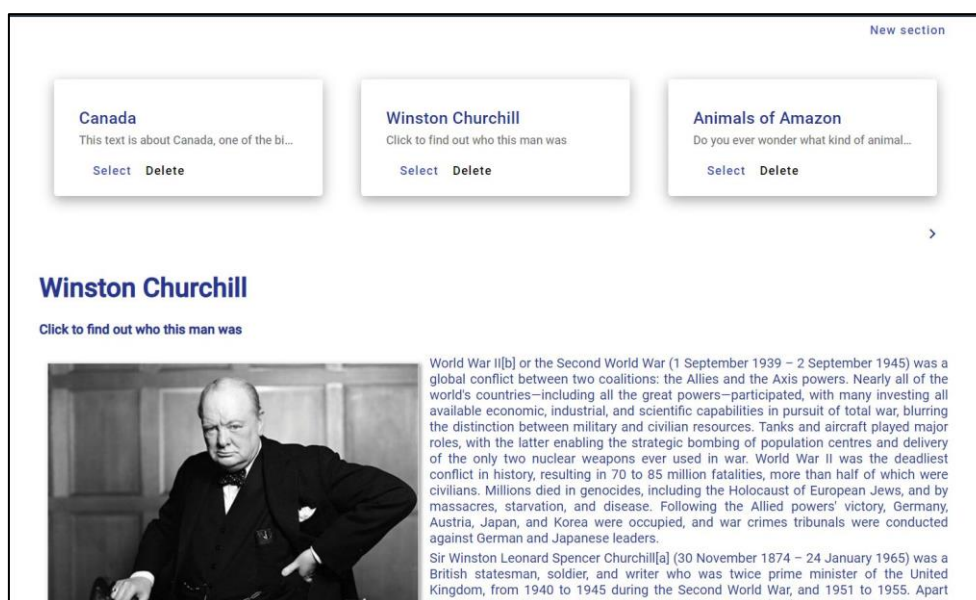 New section
Canada
This text is about Canada, one of the bi...
Select Delete
Winston Churchill
Click to find out who this man was
Select Delete
Animals of Amazon
Do you ever wonder what kind of animal...
Select Delete
Winston Churchill
Click to find out who this man was
World War II[b] or the Second World War (1 September 1939 – 2 September 1945) was a
global conflict between two coalitions: the Allies and the Axis powers. Nearly all of the
world's countries—including all the great powers—participated, with many investing all
available economic, industrial, and scientific capabilities in pursuit of total war, blurring
the distinction between military and civilian resources. Tanks and aircraft played major
roles, with the latter enabling the strategic bombing of population centres and delivery
of the only two nuclear weapons ever used in war. World War II was the deadliest
conflict in history, resulting in 70 to 85 million fatalities, more than half of which were
civilians. Millions died in genocides, including the Holocaust of European Jews, and by
massacres, starvation, and disease. Following the Allied powers' victory, Germany,
Austria, Japan, and Korea were occupied, and war crimes tribunals were conducted
against German and Japanese leaders.
Sir Winston Leonard Spencer Churchill[a] (30 November 1874 – 24 January 1965) was a
British statesman, soldier, and writer who was twice prime minister of the United
Kingdom, from 1940 to 1945 during the Second World War, and 1951 to 1955. Apart